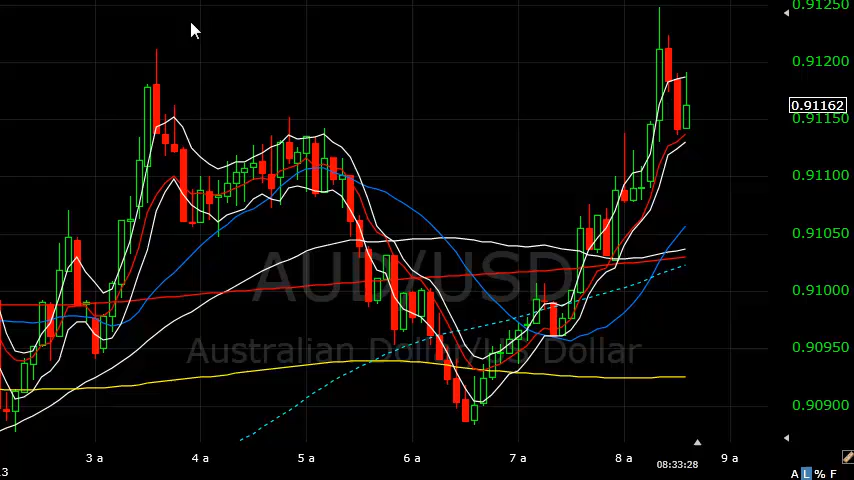 0.91250
0.91200
0.91162
0.91150
0.91100
0.91050
AUD/USD
0.91000
Australian Dollar/US Dollar
0.90950
0.90900
3 a 4 a 5 a 6 a 7 a 8 a 9 a
08:33:28
13
A L % F